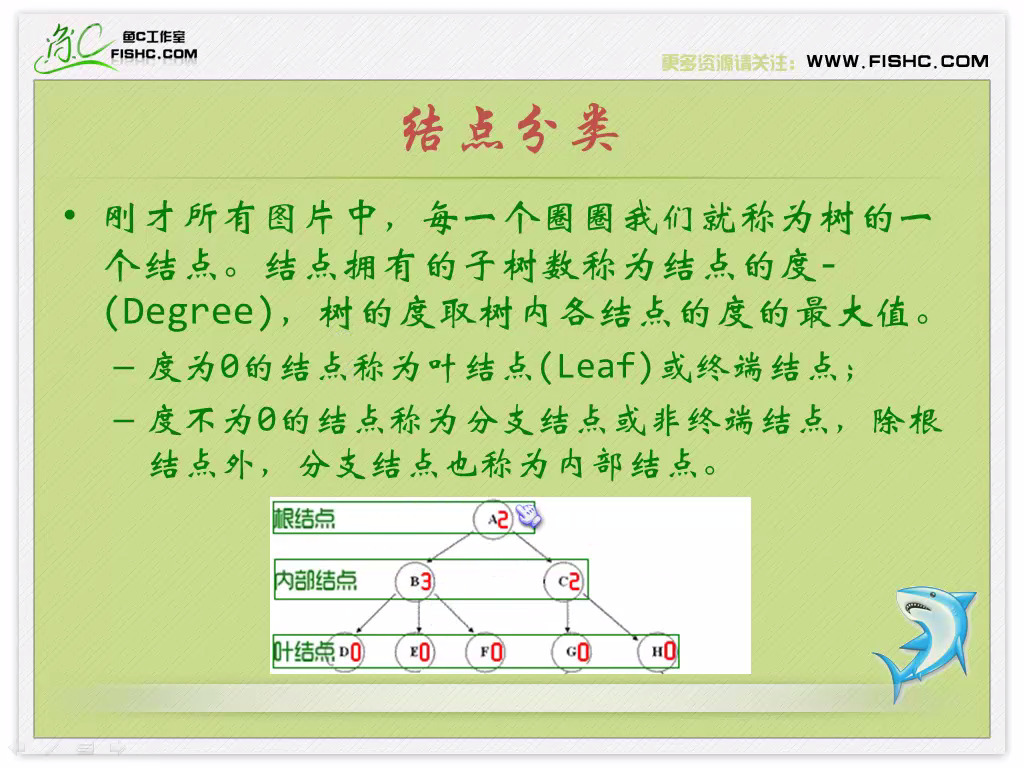 鱼C 鱼C工作室
FISHC.COM
更多资源请关注：WWW.FISHC.COM
结点分类
• 刚才所有图片中，每一个圈圈我们就称为树的一
个结点。结点拥有的子树数称为结点的度-
(Degree)，树的度取树内各结点的度的最大值。
– 度为0的结点称为叶结点(Leaf)或终端结点；
– 度不为0的结点称为分支结点或非终端结点，除根
结点外，分支结点也称为内部结点。
根结点 A2
内部结点 B3 C2
叶结点 D0 E0 F0 G0 H0